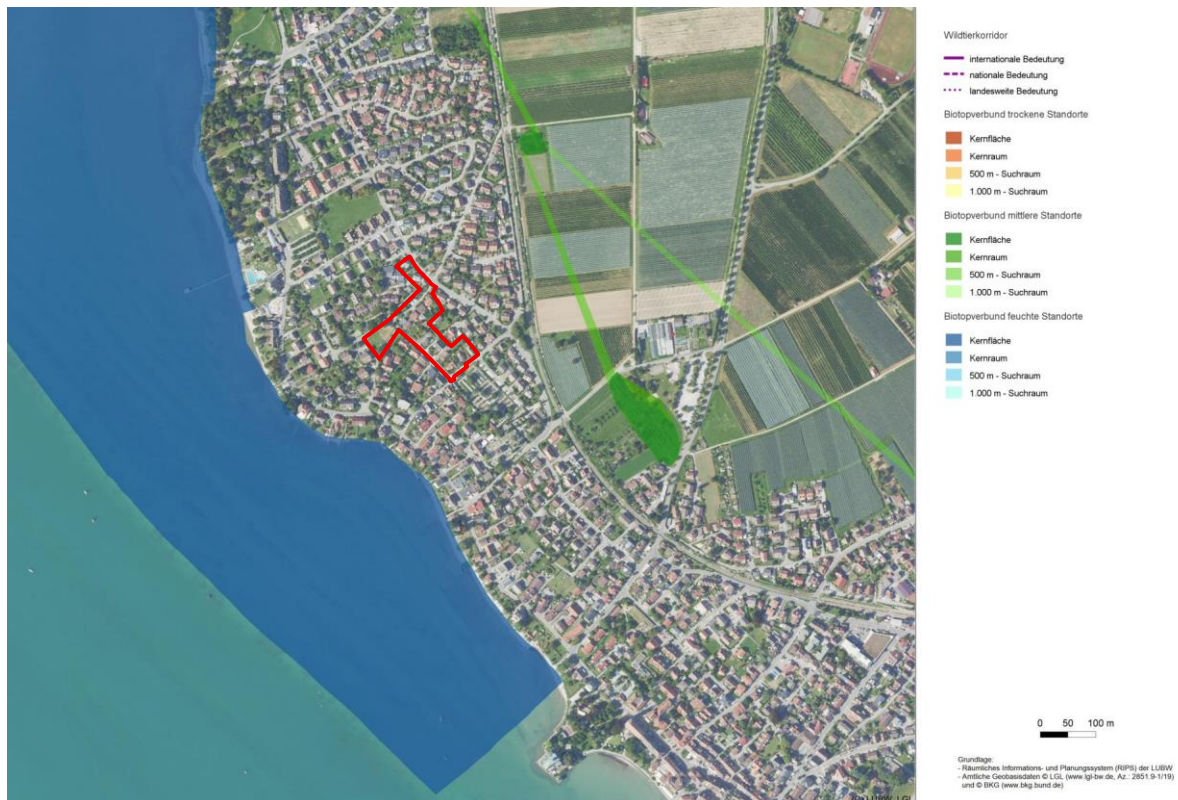 Wildtierkorridor
internationale Bedeutung
nationale Bedeutung
landesweite Bedeutung
Biotopverbund trockene Standorte
Kernfläche
Kernraum
500 m - Suchraum
1.000 m - Suchraum
Biotopverbund mittlere Standorte
Kernfläche
Kernraum
500 m - Suchraum
1.000 m - Suchraum
Biotopverbund feuchte Standorte
Kernfläche
Kernraum
500 m - Suchraum
1.000 m - Suchraum
0 50 100 m
Grundlage:
- Räumliches Informations- und Planungssystem (RIPS) der LUBW
- Amtliche Geobasisdaten © LGL (www.lgl-bw.de, Az.: 2851.9-1/19)
und © BKG (www.bkg.bund.de)
LUBW, LGL